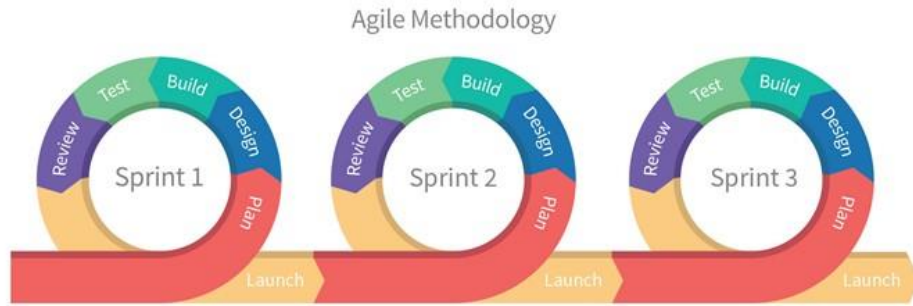 Agile Methodology
Sprint 1
Plan
Design
Build
Test
Review
Launch
Sprint 2
Plan
Design
Build
Test
Review
Launch
Sprint 3
Plan
Design
Build
Test
Review
Launch